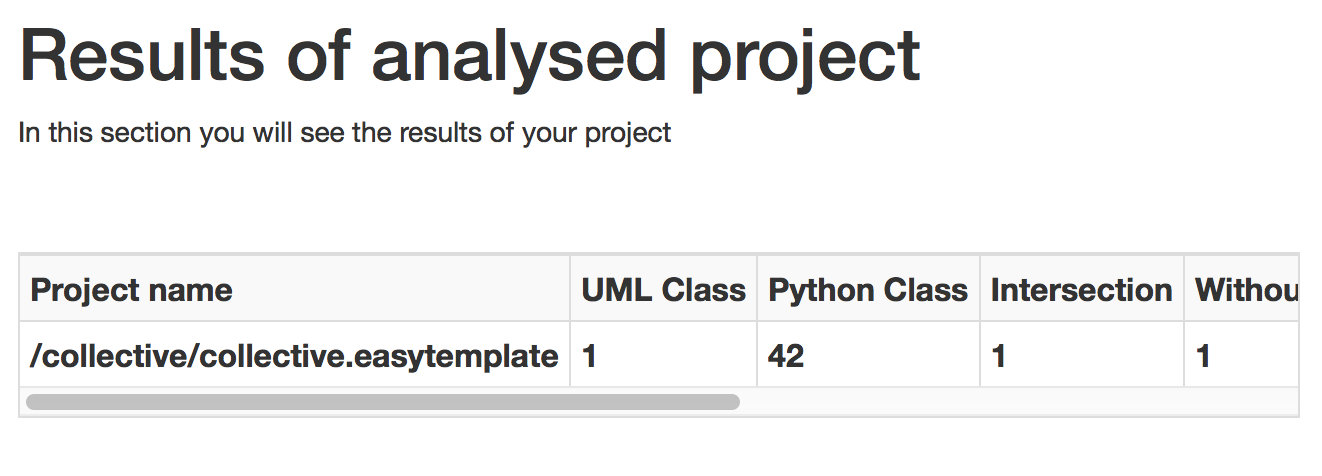 Results of analysed project
In this section you will see the results of your project
Project name UML Class Python Class Intersection Withou
/collective/collective.easytemplate 1 42 1 1